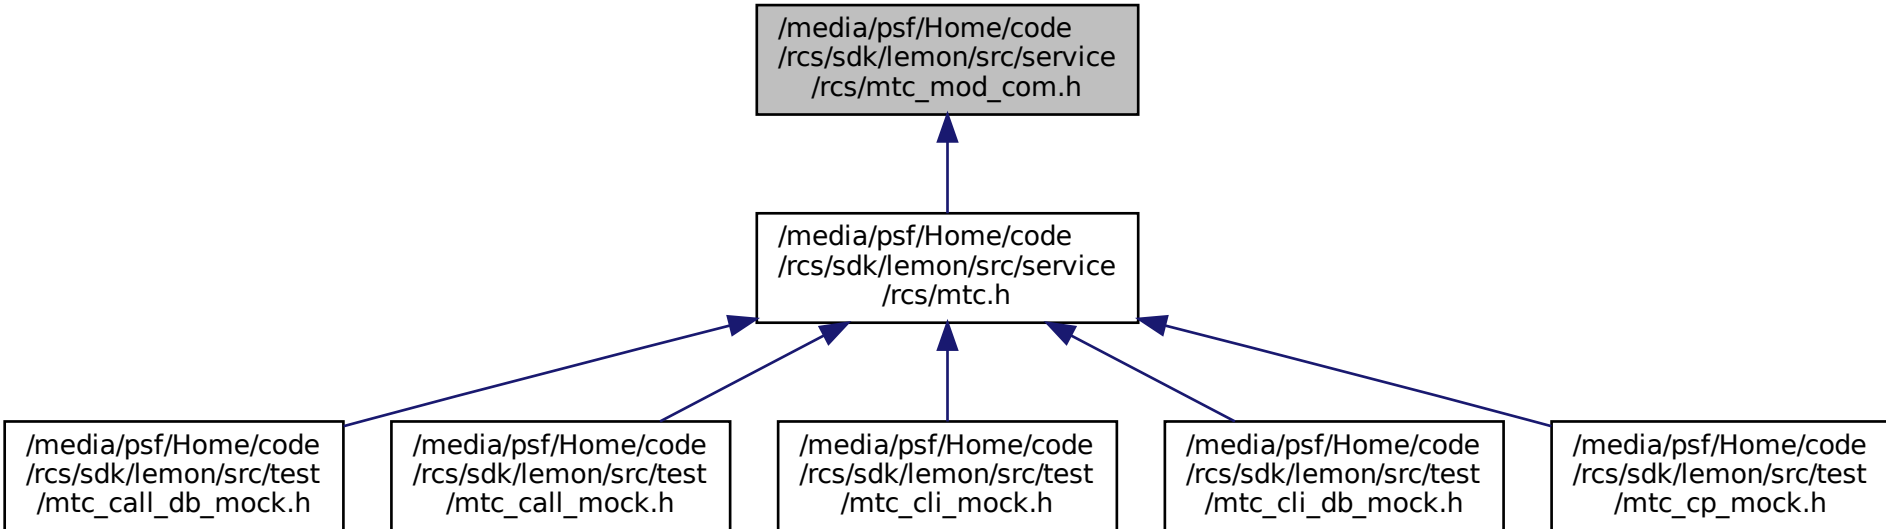 /media/psf/Home/code
/rcs/sdk/lemon/src/service
/rcs/mtc_mod_com.h
/media/psf/Home/code
/rcs/sdk/lemon/src/service
/rcs/mtc.h
/media/psf/Home/code
/rcs/sdk/lemon/src/test
/mtc_call_db_mock.h
/media/psf/Home/code
/rcs/sdk/lemon/src/test
/mtc_call_mock.h
/media/psf/Home/code
/rcs/sdk/lemon/src/test
/mtc_cli_mock.h
/media/psf/Home/code
/rcs/sdk/lemon/src/test
/mtc_cli_db_mock.h
/media/psf/Home/code
/rcs/sdk/lemon/src/test
/mtc_cp_mock.h